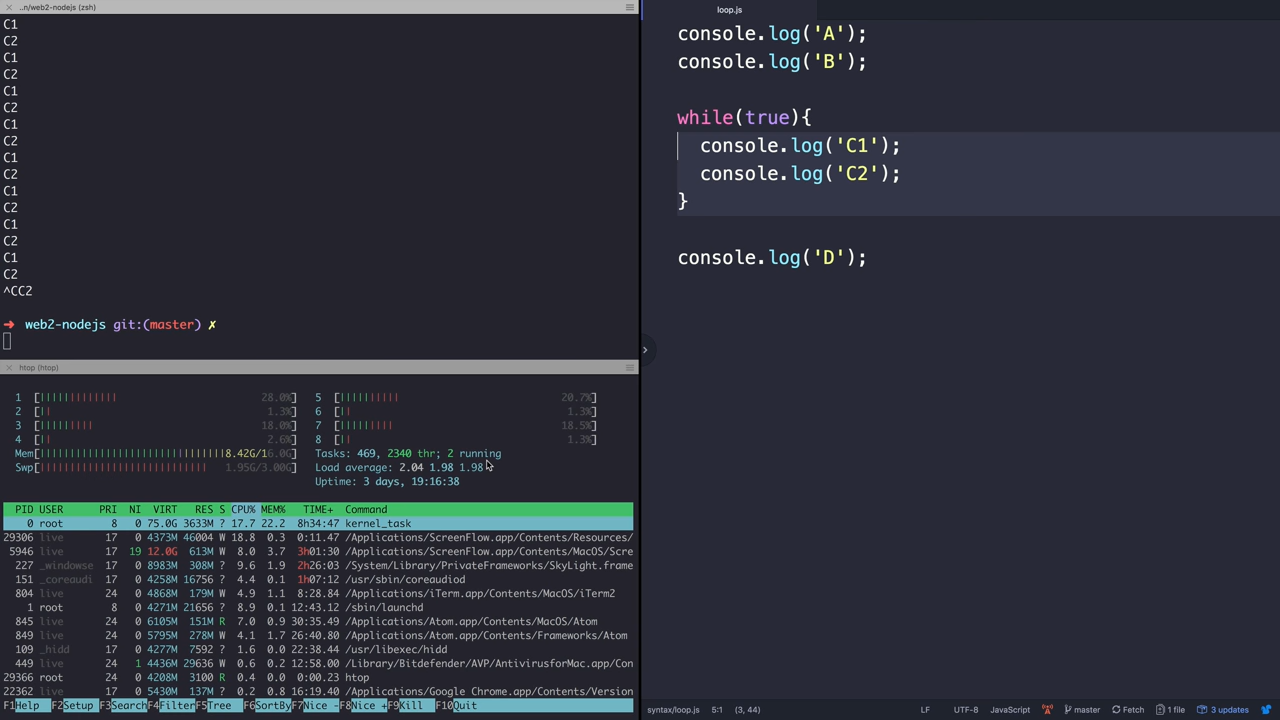 ..n/web2-nodejs (zsh)
C1
C2
C1
C2
C1
C2
C1
C2
C1
C2
C1
C2
C1
C2
C1
C2
^CC2
➜ web2-nodejs git:(master) ✗
htop (htop)
1 [||||||||||||||| 28.0%] 5 [||||||||||| 20.7%]
2 [|| 1.3%] 6 [|| 1.3%]
3 [|||||||||| 18.0%] 7 [|||||||||| 18.5%]
4 [|| 2.6%] 8 [|| 1.3%]
Mem[|||||||||||||||||||||||||||||||||||8.42G/16.0G] Tasks: 469, 2340 thr; 2 running
Swp[|||||||||||||||||||||||||||||||| 1.95G/3.00G] Load average: 2.04 1.98 1.98
Uptime: 3 days, 19:16:38
PID USER PRI NI VIRT RES S CPU% MEM% TIME+ Command
0 root 8 0 75.0G 3633M ? 17.7 22.2 8h34:47 kernel_task
29306 live 17 0 4373M 46004 W 18.8 0.3 0:11.47 /Applications/ScreenFlow.app/Contents/Resources/
5946 live 17 19 12.0G 613M W 8.0 3.7 3h01:30 /Applications/ScreenFlow.app/Contents/MacOS/Scre
227 _windowse 17 0 8983M 308M ? 9.6 1.9 2h26:03 /System/Library/PrivateFrameworks/SkyLight.frame
151 _coreaudi 17 0 4258M 16756 ? 4.4 0.1 1h07:12 /usr/sbin/coreaudiod
804 live 24 0 4868M 179M W 4.9 1.1 8:28.84 /Applications/iTerm.app/Contents/MacOS/iTerm2
1 root 8 0 4271M 21656 ? 8.9 0.1 12:43.12 /sbin/launchd
845 live 24 0 6105M 151M R 7.0 0.9 30:35.49 /Applications/Atom.app/Contents/MacOS/Atom
849 live 24 0 5795M 278M W 4.1 1.7 26:40.80 /Applications/Atom.app/Contents/Frameworks/Atom
109 _hidd 24 0 4277M 7592 ? 0.6 0.0 22:38.44 /usr/libexec/hidd
449 live 1 4436M 29636 W 0.6 0.2 12:58.00 /Library/Bitdefender/AVP/AntivirusforMac.app/Con
29366 root 24 0 4208M 3100 R 0.4 0.0 0:00.23 htop
22362 live 24 0 5430M 137M ? 0.2 0.8 16:19.40 /Applications/Google Chrome.app/Contents/Version
F1Help F2Setup F3SearchF4FilterF5Tree F6SortByF7Nice -F8Nice +F9Kill F10Quit
loop.js
console.log('A');
console.log('B');
while(true){
console.log('C1');
console.log('C2');
}
console.log('D');
syntax/loop.js 5:1 (3, 44) LF UTF-8 JavaScript master Fetch 1 file 3 updates